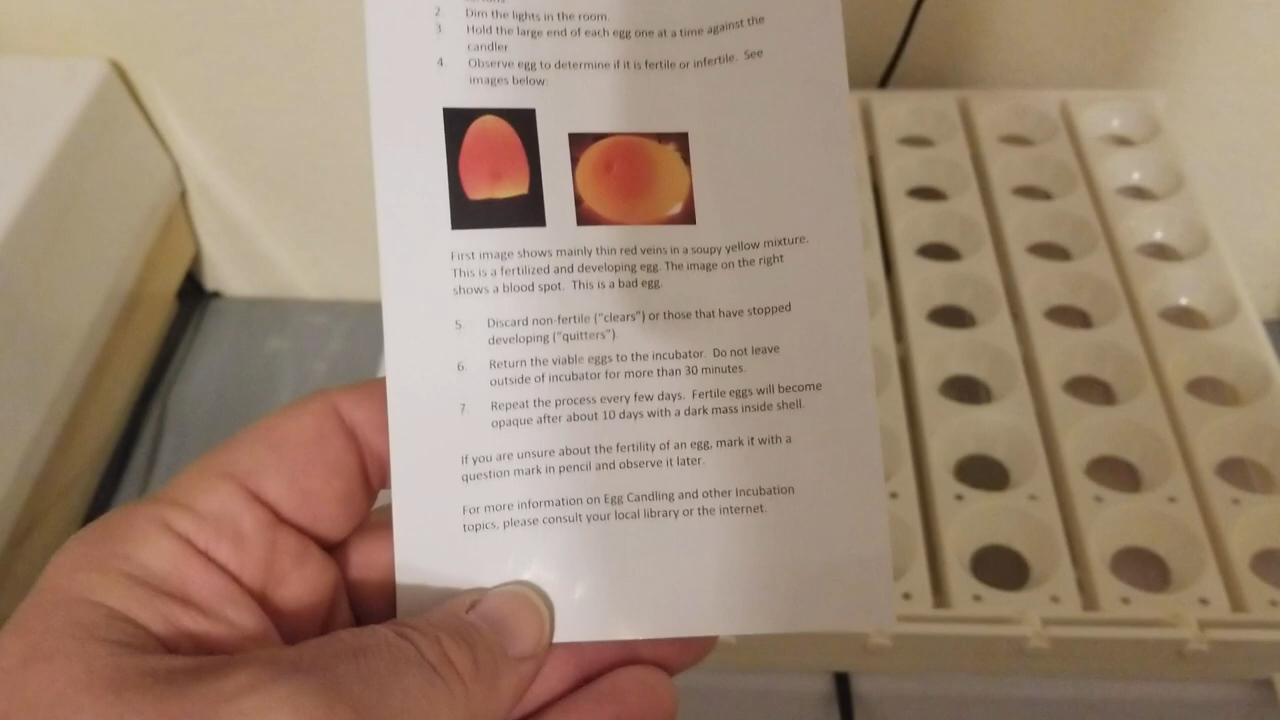 2. Dim the lights in the room.
3. Hold the large end of each egg one at a time against the
candler
4. Observe egg to determine if it is fertile or infertile. See
images below:
First image shows mainly thin red veins in a soupy yellow mixture.
This is a fertilized and developing egg. The image on the right
shows a blood spot. This is a bad egg.
5. Discard non-fertile ("clears") or those that have stopped
developing ("quitters")
6. Return the viable eggs to the incubator. Do not leave
outside of incubator for more than 30 minutes.
7. Repeat the process every few days. Fertile eggs will become
opaque after about 10 days with a dark mass inside shell.
If you are unsure about the fertility of an egg, mark it with a
question mark in pencil and observe it later.
For more information on Egg Candling and other Incubation
topics, please consult your local library or the internet.